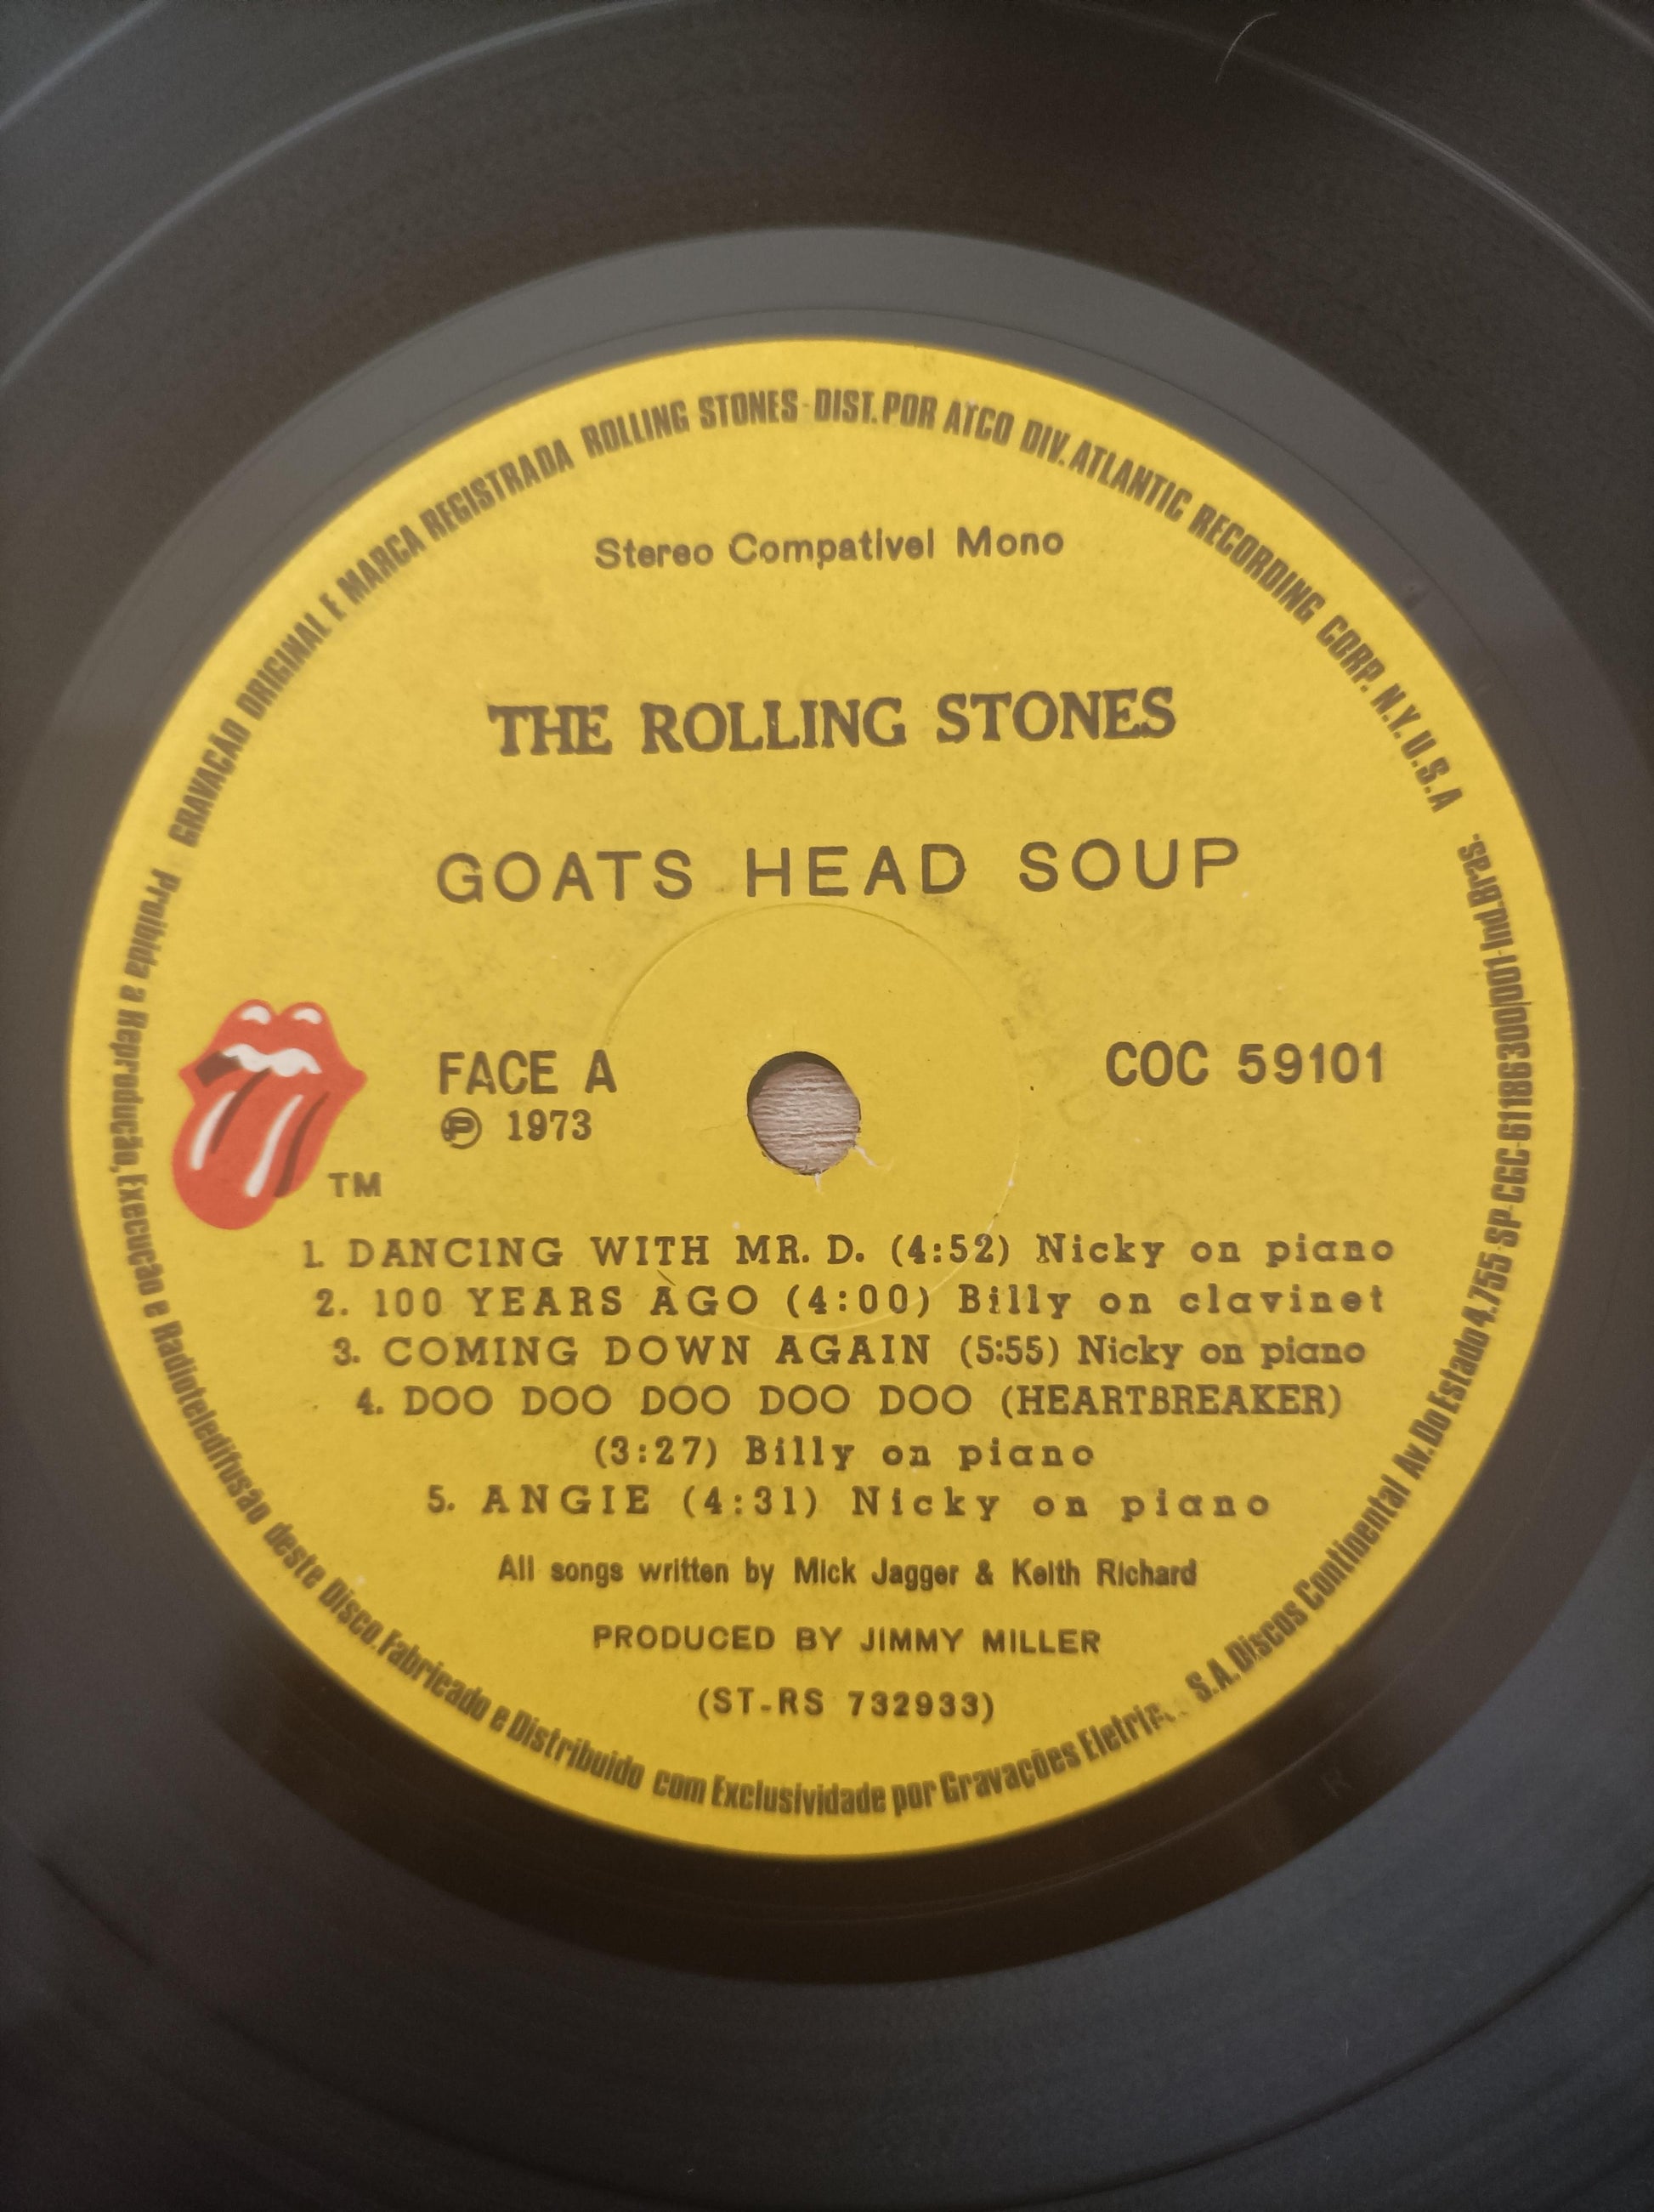 GRAVAÇÃO ORIGINAL E MARCA REGISTRADA ROLLING STONES - DIST. POR ATCO DIV. ATLANTIC RECORDING CORP. N.Y. U.S.A
Stereo Compativel Mono
THE ROLLING STONES
GOATS HEAD SOUP
FACE A
COC 59101
Ⓟ 1973
TM
1. DANCING WITH MR. D. (4:52) Nicky on piano
2. 100 YEARS AGO (4:00) Billy on clavinet
3. COMING DOWN AGAIN (5:55) Nicky on piano
4. DOO DOO DOO DOO DOO (HEARTBREAKER)
(3:27) Billy on piano
5. ANGIE (4:31) Nicky on piano
All songs written by Mick Jagger & Keith Richard
PRODUCED BY JIMMY MILLER
(ST-RS 732933)
Proibida a Reprodução, Execução e Radioteledifusão deste Disco. Fabricado e Distribuido com Exclusividade por Gravações S.A. Discos Continental Av. Do Estado 4.755 SP-CGC-61186300/001-Ind. Bras.